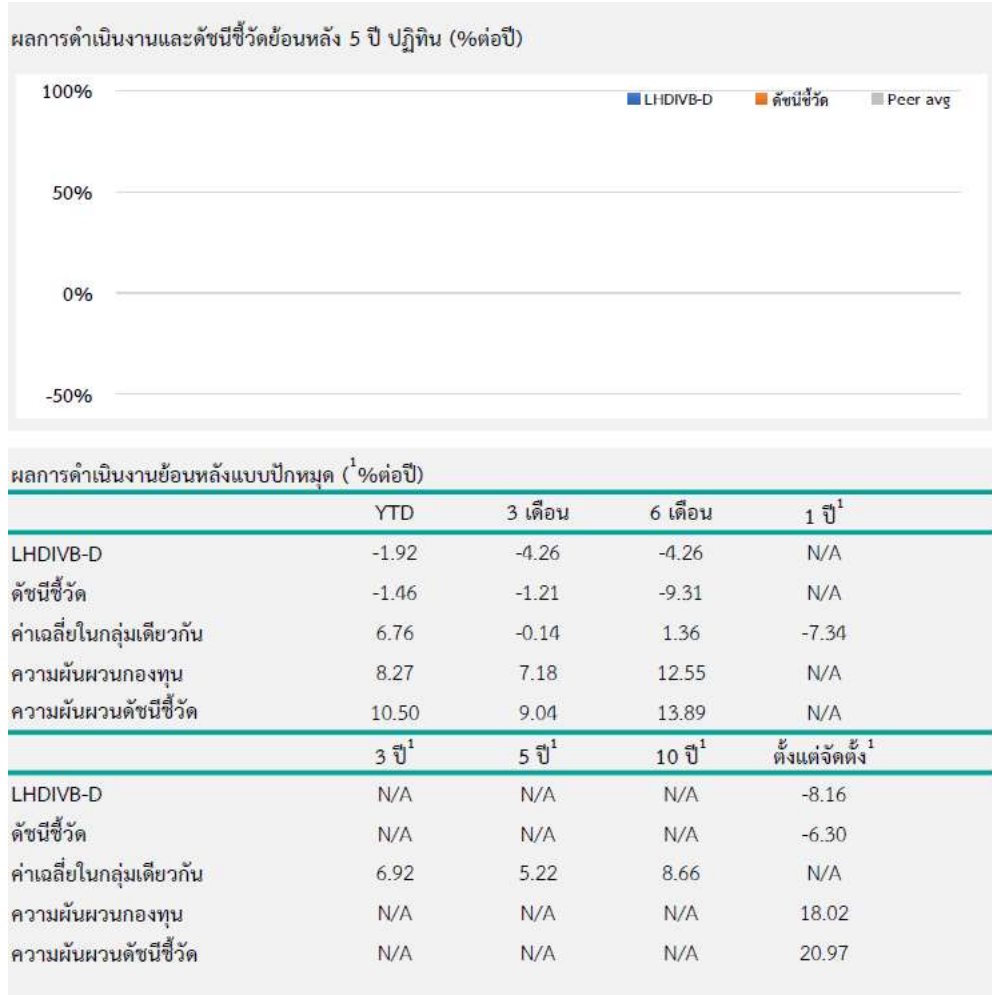 ผลการดำเนินงานและดัชนีชี้วัดย้อนหลัง 5 ปี ปฏิทิน (%ต่อปี)
100%
LHDIVB-D ดัชนีชี้วัด Peer avg
50%
0%
-50%
ผลการดำเนินงานย้อนหลังแบบปักหมุด (¹%ต่อปี)
YTD 3 เดือน 6 เดือน 1 ปี¹
LHDIVB-D -1.92 -4.26 -4.26 N/A
ดัชนีชี้วัด -1.46 -1.21 -9.31 N/A
ค่าเฉลี่ยในกลุ่มเดียวกัน 6.76 -0.14 1.36 -7.34
ความผันผวนกองทุน 8.27 7.18 12.55 N/A
ความผันผวนดัชนีชี้วัด 10.50 9.04 13.89 N/A
3 ปี¹ 5 ปี¹ 10 ปี¹ ตั้งแต่จัดตั้ง¹
LHDIVB-D N/A N/A N/A -8.16
ดัชนีชี้วัด N/A N/A N/A -6.30
ค่าเฉลี่ยในกลุ่มเดียวกัน 6.92 5.22 8.66 N/A
ความผันผวนกองทุน N/A N/A N/A 18.02
ความผันผวนดัชนีชี้วัด N/A N/A N/A 20.97